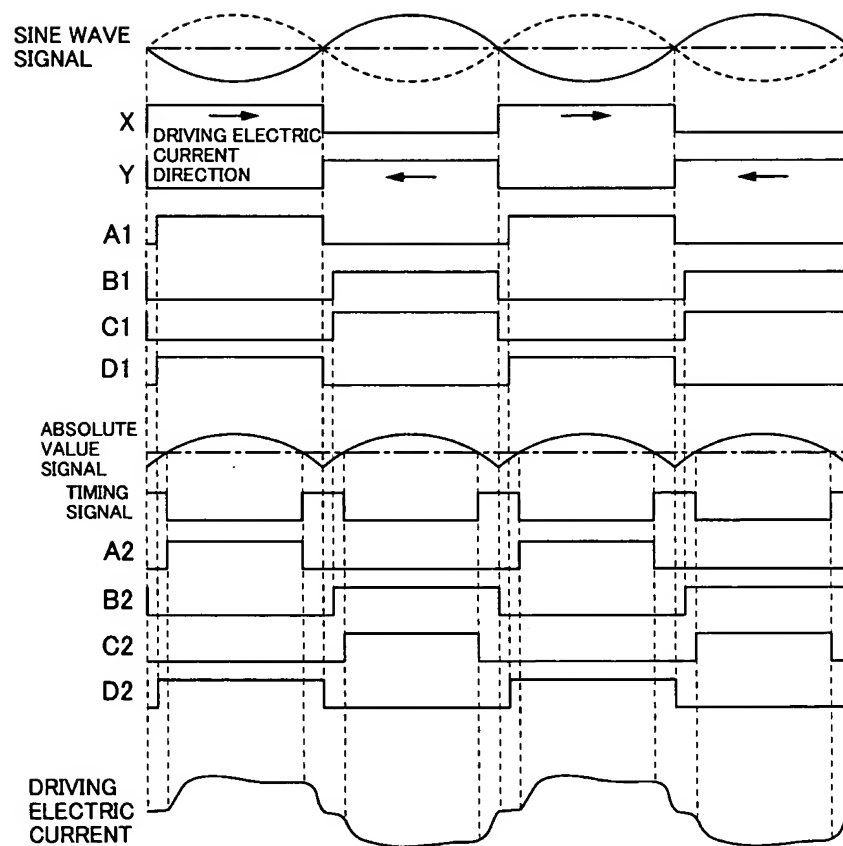 SINE WAVE
SIGNAL
X
DRIVING ELECTRIC
CURRENT
DIRECTION
Y
A1
B1
C1
D1
ABSOLUTE
VALUE
SIGNAL
TIMING
SIGNAL
A2
B2
C2
D2
DRIVING
ELECTRIC
CURRENT